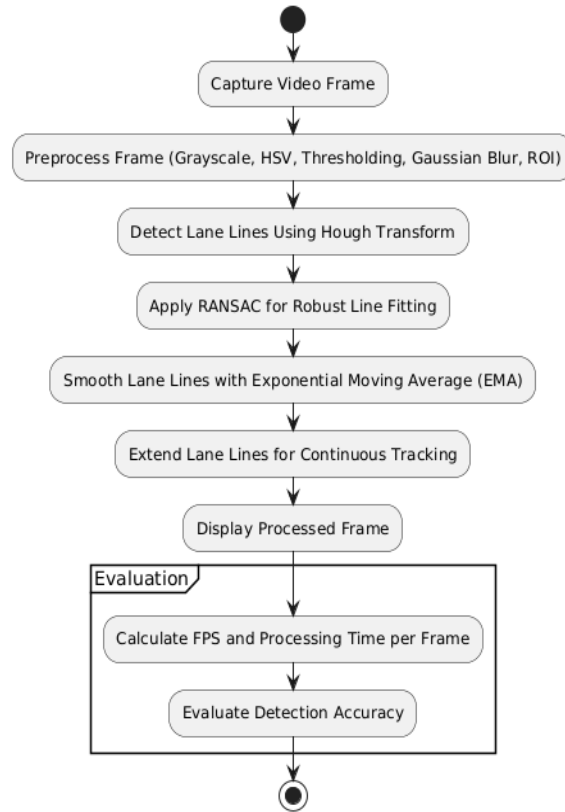 Capture Video Frame
Preprocess Frame (Grayscale, HSV, Thresholding, Gaussian Blur, ROI)
Detect Lane Lines Using Hough Transform
Apply RANSAC for Robust Line Fitting
Smooth Lane Lines with Exponential Moving Average (EMA)
Extend Lane Lines for Continuous Tracking
Display Processed Frame
Evaluation
Calculate FPS and Processing Time per Frame
Evaluate Detection Accuracy